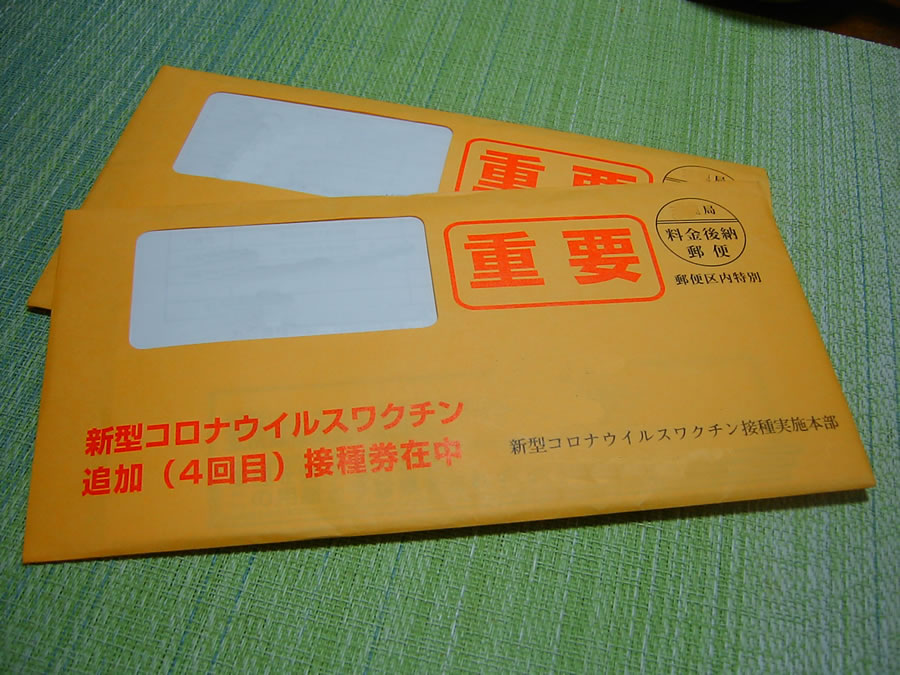 重要
局
重要
局
料金後納
郵便
郵便区内特別
新型コロナウイルスワクチン
追加（4回目）接種券在中
新型コロナウイルスワクチン接種実施本部